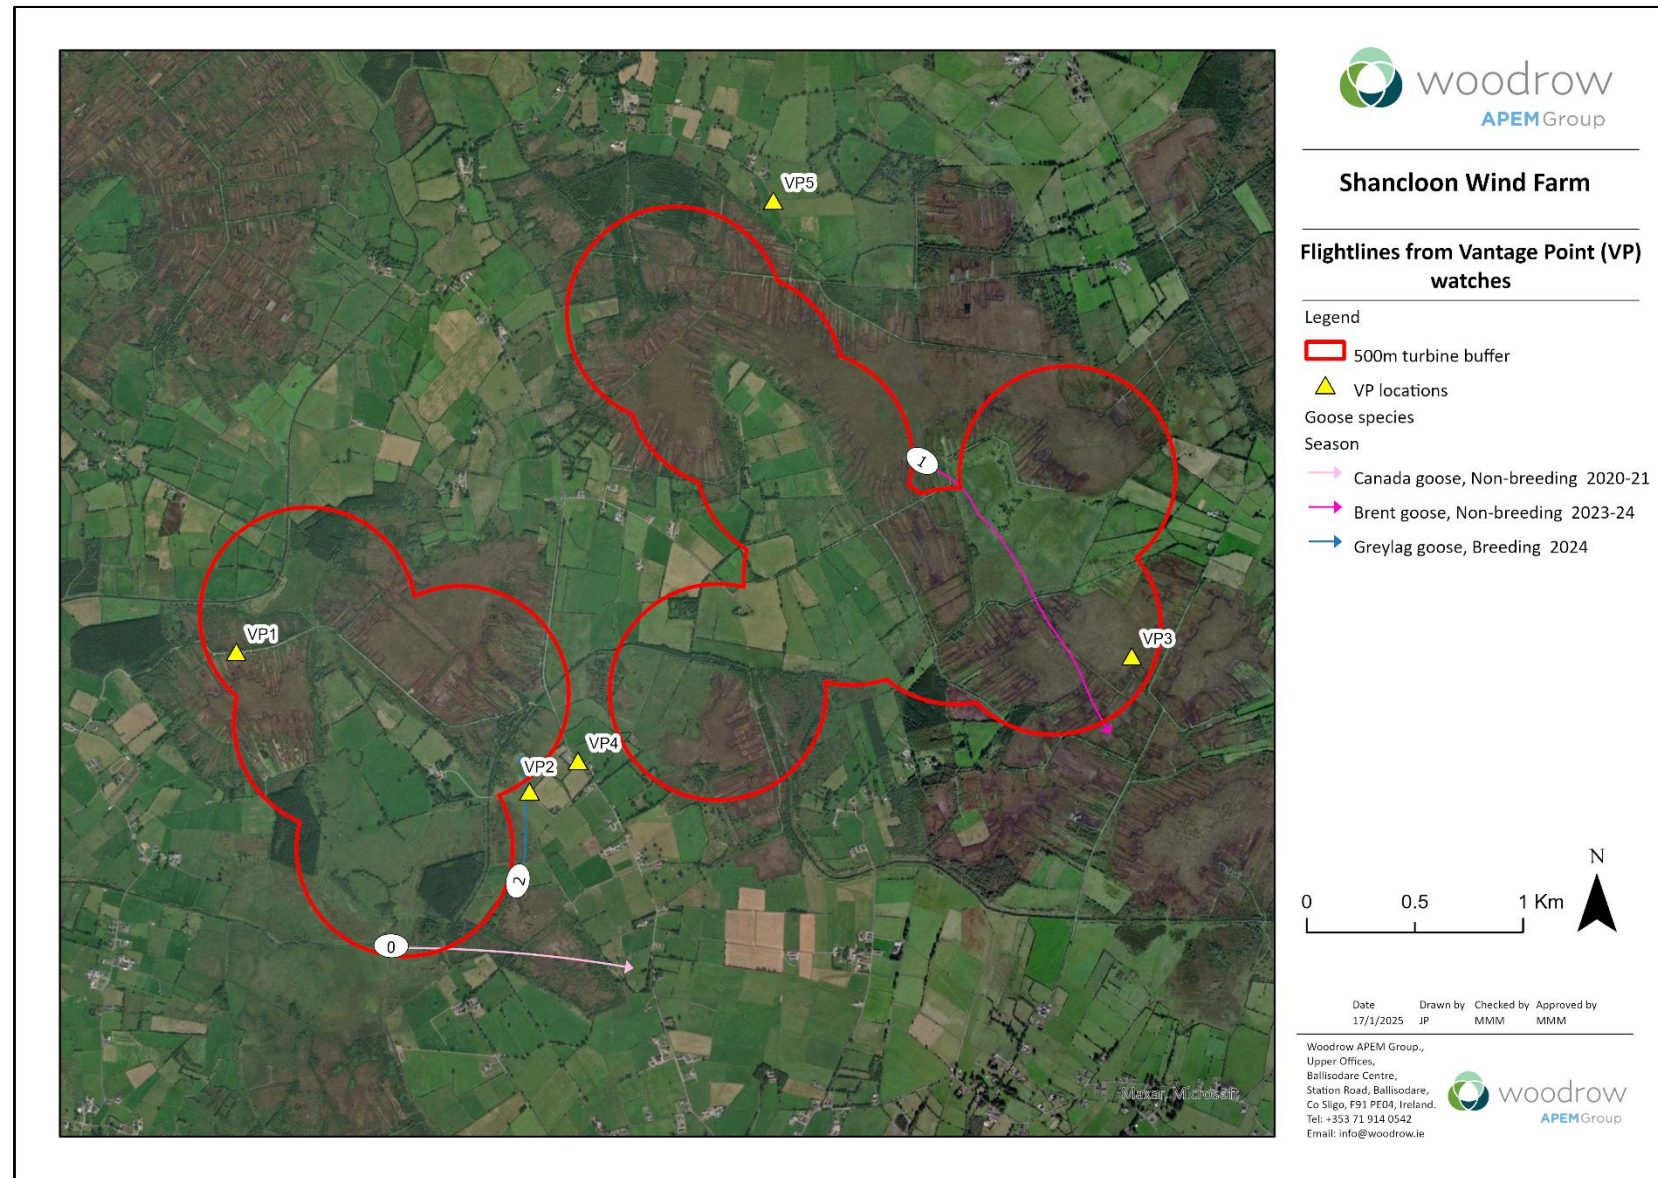 woodrow
APEM Group
Shancloon Wind Farm
Flightlines from Vantage Point (VP)
watches
Legend
500m turbine buffer
VP locations
Goose species
Season
Canada goose, Non-breeding 2020-21
Brent goose, Non-breeding 2023-24
Greylag goose, Breeding 2024
VP5
1
VP1
VP3
VP4
VP2
2
0
Maxar, Microsoft
N
0 0.5 1 Km
Date Drawn by Checked by Approved by
17/1/2025 JP MMM MMM
Woodrow APEM Group.,
Upper Offices,
Ballisodare Centre,
Station Road, Ballisodare,
Co Sligo, F91 PE04, Ireland.
Tel: +353 71 914 0542
Email: info@woodrow.ie
woodrow
APEM Group